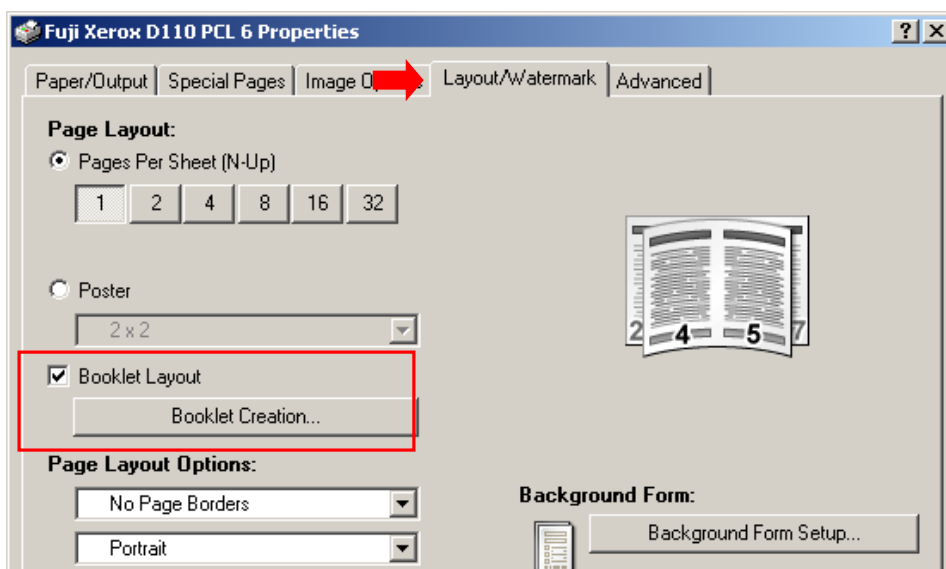 Fuji Xerox D110 PCL 6 Properties
Paper/Output Special Pages Image O s Layout/Watermark Advanced
Page Layout:
Pages Per Sheet (N-Up)
1 2 4 8 16 32
Poster
2 x 2
2 4 5 7
Booklet Layout
Booklet Creation...
Page Layout Options:
No Page Borders
Portrait
Background Form:
Background Form Setup...